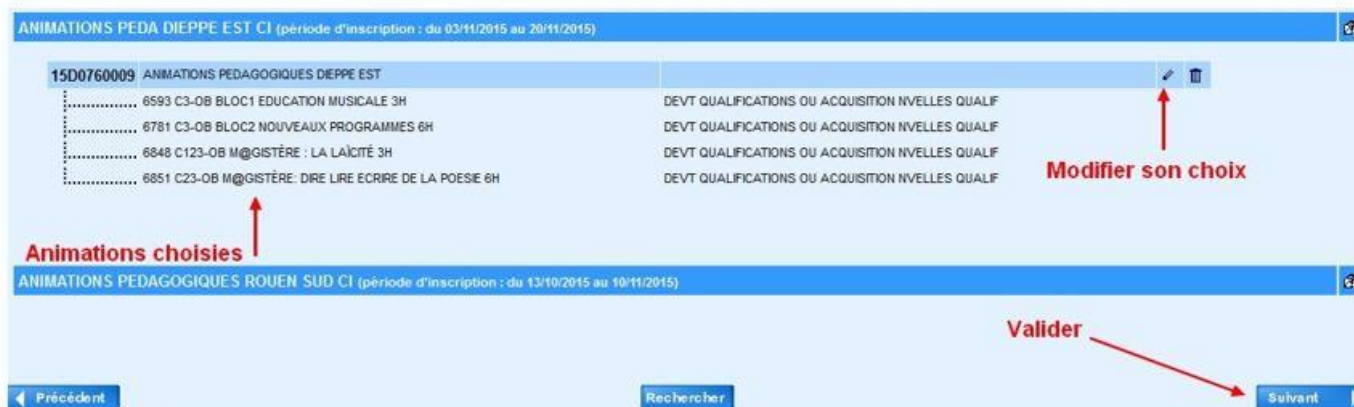 ANIMATIONS PEDA DIEPPE EST CI (période d'inscription : du 03/11/2015 au 20/11/2015)
15D0760009 ANIMATIONS PEDAGOGIQUES DIEPPE EST
6593 C3-OB BLOC1 EDUCATION MUSICALE 3H DEVT QUALIFICATIONS OU ACQUISITION NVELLES QUALIF
6781 C3-OB BLOC2 NOUVEAUX PROGRAMMES 6H DEVT QUALIFICATIONS OU ACQUISITION NVELLES QUALIF
6848 C123-OB M@GISTÈRE : LA LAÏCITÉ 3H DEVT QUALIFICATIONS OU ACQUISITION NVELLES QUALIF
6851 C23-OB M@GISTÈRE: DIRE LIRE ECRIRE DE LA POESIE 6H DEVT QUALIFICATIONS OU ACQUISITION NVELLES QUALIF
Modifier son choix
Animations choisies
ANIMATIONS PEDAGOGIQUES ROUEN SUD CI (période d'inscription : du 13/10/2015 au 10/11/2015)
Valider
Précédent Rechercher Suivant